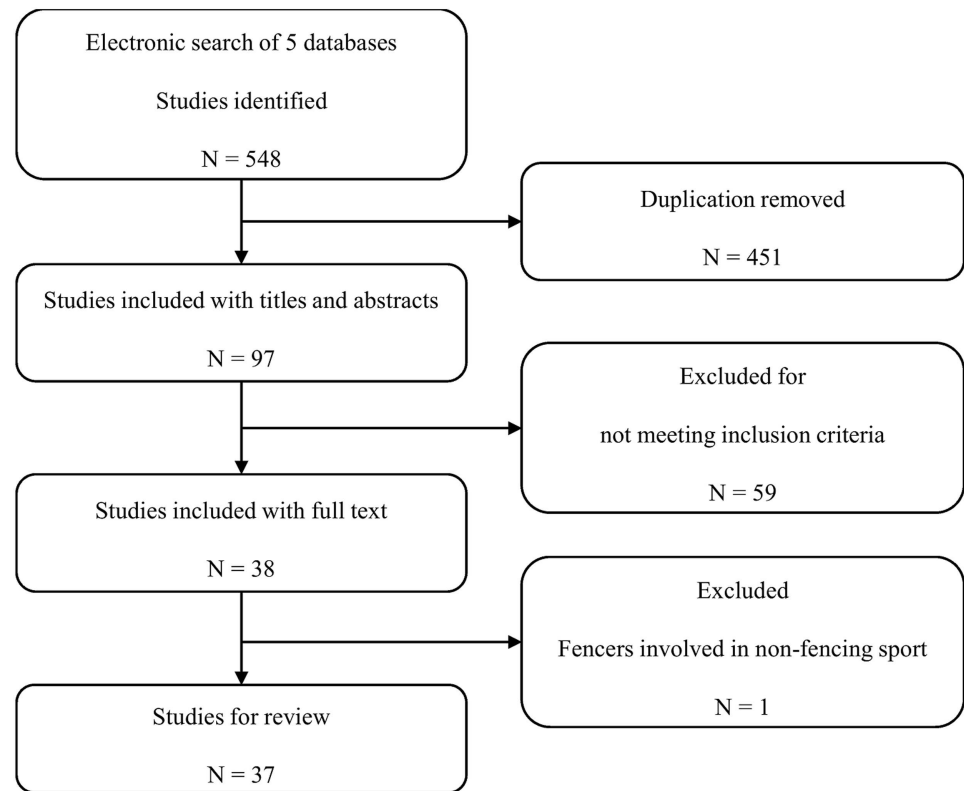 Electronic search of 5 databases
Studies identified
N = 548
Duplication removed
N = 451
Studies included with titles and abstracts
N = 97
Excluded for
not meeting inclusion criteria
N = 59
Studies included with full text
N = 38
Excluded
Fencers involved in non-fencing sport
N = 1
Studies for review
N = 37